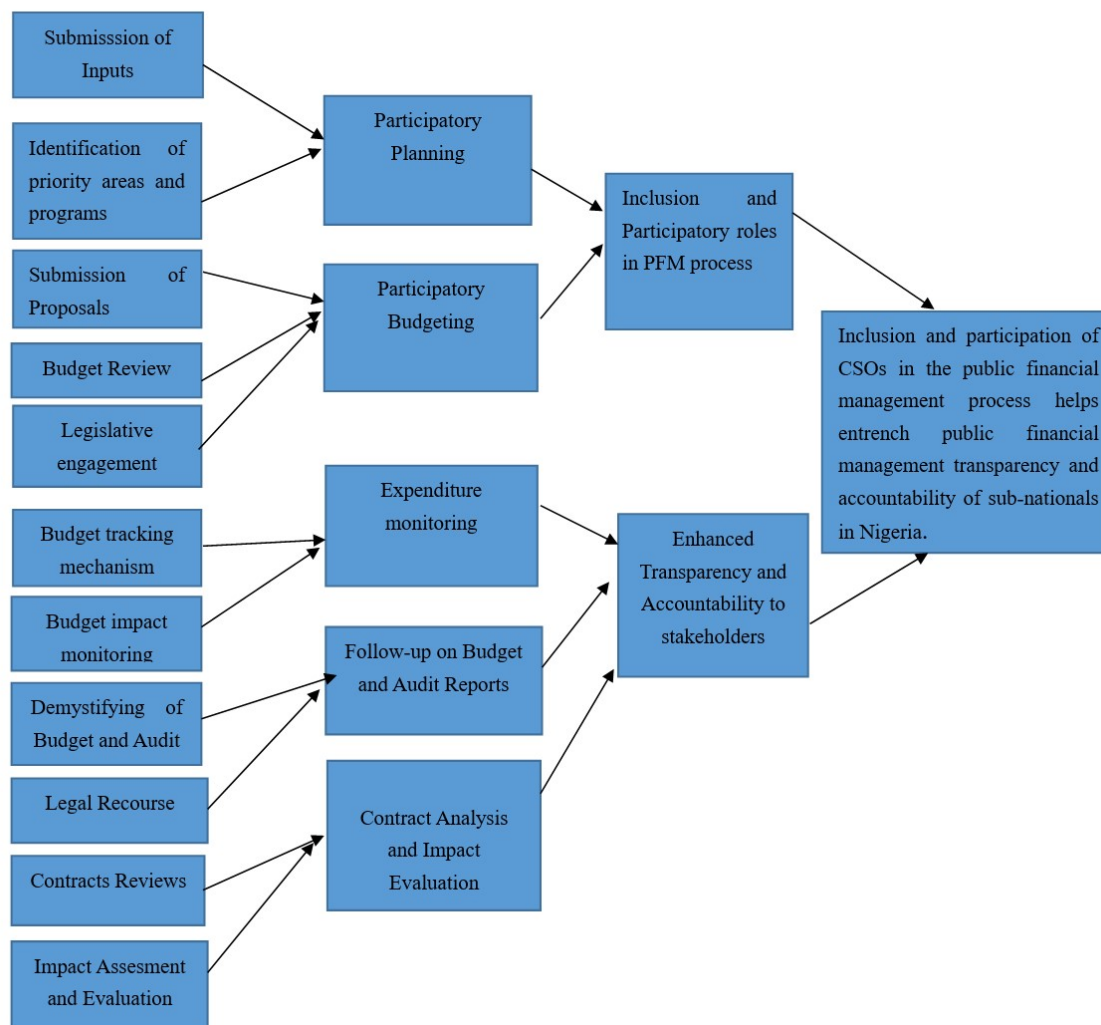 Submisssion of
Inputs
Identification of
priority areas and
programs
Submission of
Proposals
Budget Review
Legislative
engagement
Budget tracking
mechanism
Budget impact
monitoring
Demystifying of
Budget and Audit
Legal Recourse
Contracts Reviews
Impact Assesment
and Evaluation
Participatory
Planning
Participatory
Budgeting
Expenditure
monitoring
Follow-up on Budget
and Audit Reports
Contract Analysis
and Impact
Evaluation
Inclusion and
Participatory roles
in PFM process
Enhanced
Transparency and
Accountability to
stakeholders
Inclusion and participation of
CSOs in the public financial
management process helps
entrench public financial
management transparency and
accountability of sub-nationals
in Nigeria.